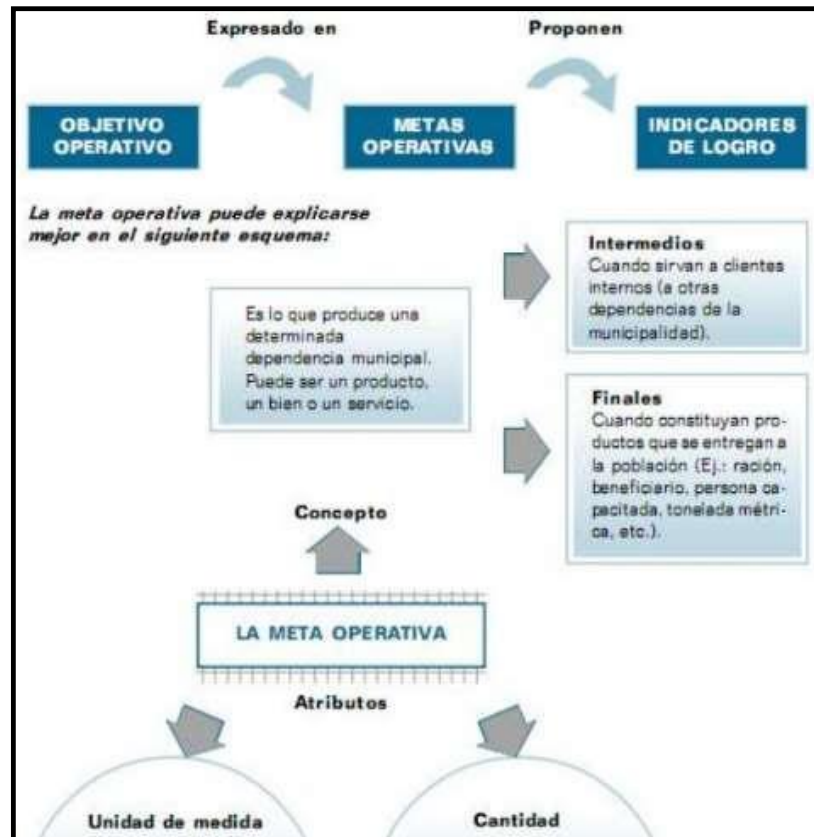 Expresado en
Proponen
OBJETIVO
OPERATIVO
METAS
OPERATIVAS
INDICADORES
DE LOGRO
La meta operativa puede explicarse
mejor en el siguiente esquema:
Es lo que produce una
determinada
dependencia municipal.
Puede ser un producto,
un bien o un servicio.
Intermedios
Cuando sirvan a clientes
internos (a otras
dependencias de la
municipalidad).
Finales
Cuando constituyan pro-
ductos que se entregan a
la población (Ej.: ración,
beneficiario, persona ca-
pacitada, tonelada métri-
ca, etc.).
Concepto
LA META OPERATIVA
Atributos
Unidad de medida
Cantidad